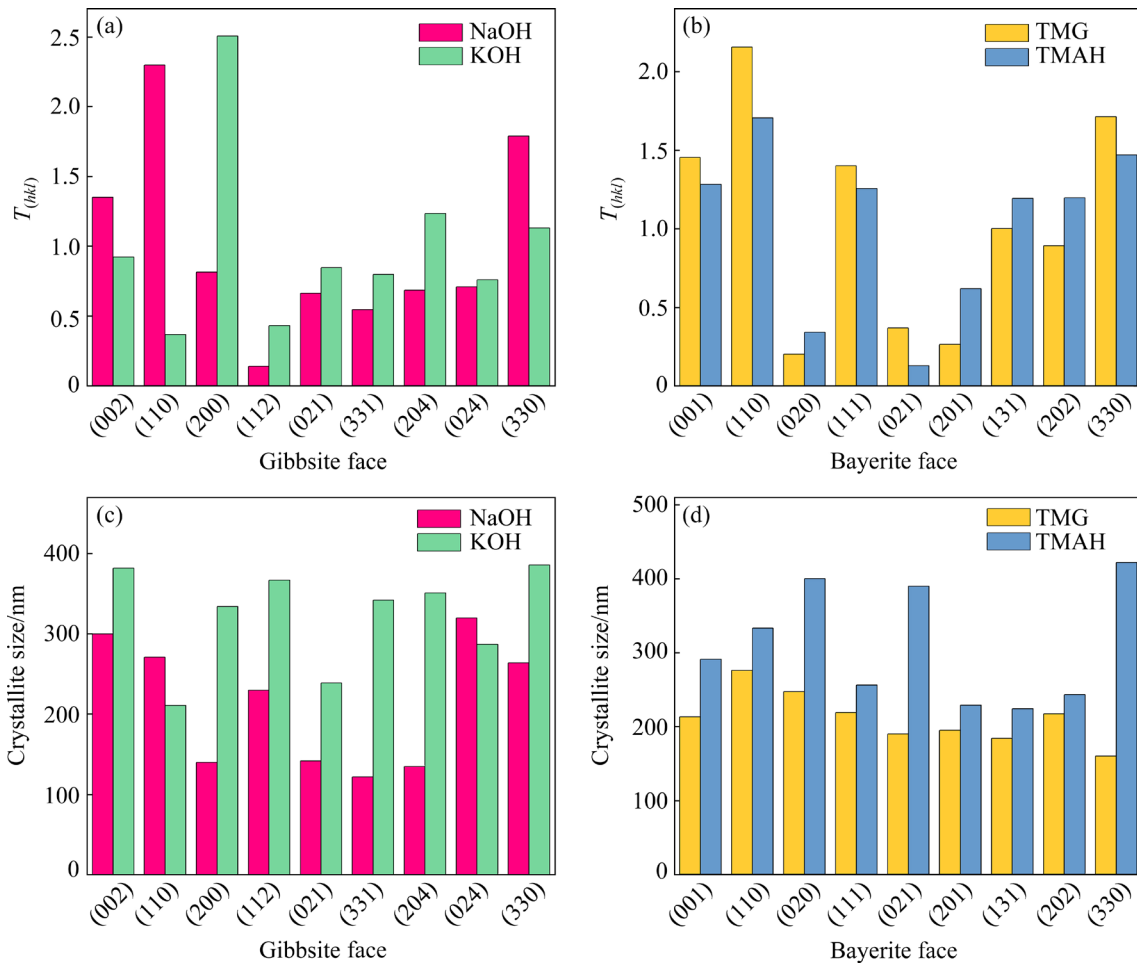 (a)
NaOH
KOH
2.5
2.0
1.5
1.0
0.5
0
T(hkl)
(002) (110) (200) (112) (021) (331) (204) (024) (330)
Gibbsite face
(b)
TMG
TMAH
2.0
1.5
1.0
0.5
0
T(hkl)
(001) (110) (020) (111) (021) (201) (131) (202) (330)
Bayerite face
(c)
NaOH
KOH
400
300
200
100
0
Crystallite size/nm
(002) (110) (200) (112) (021) (331) (204) (024) (330)
Gibbsite face
(d)
TMG
TMAH
500
400
300
200
100
0
Crystallite size/nm
(001) (110) (020) (111) (021) (201) (131) (202) (330)
Bayerite face